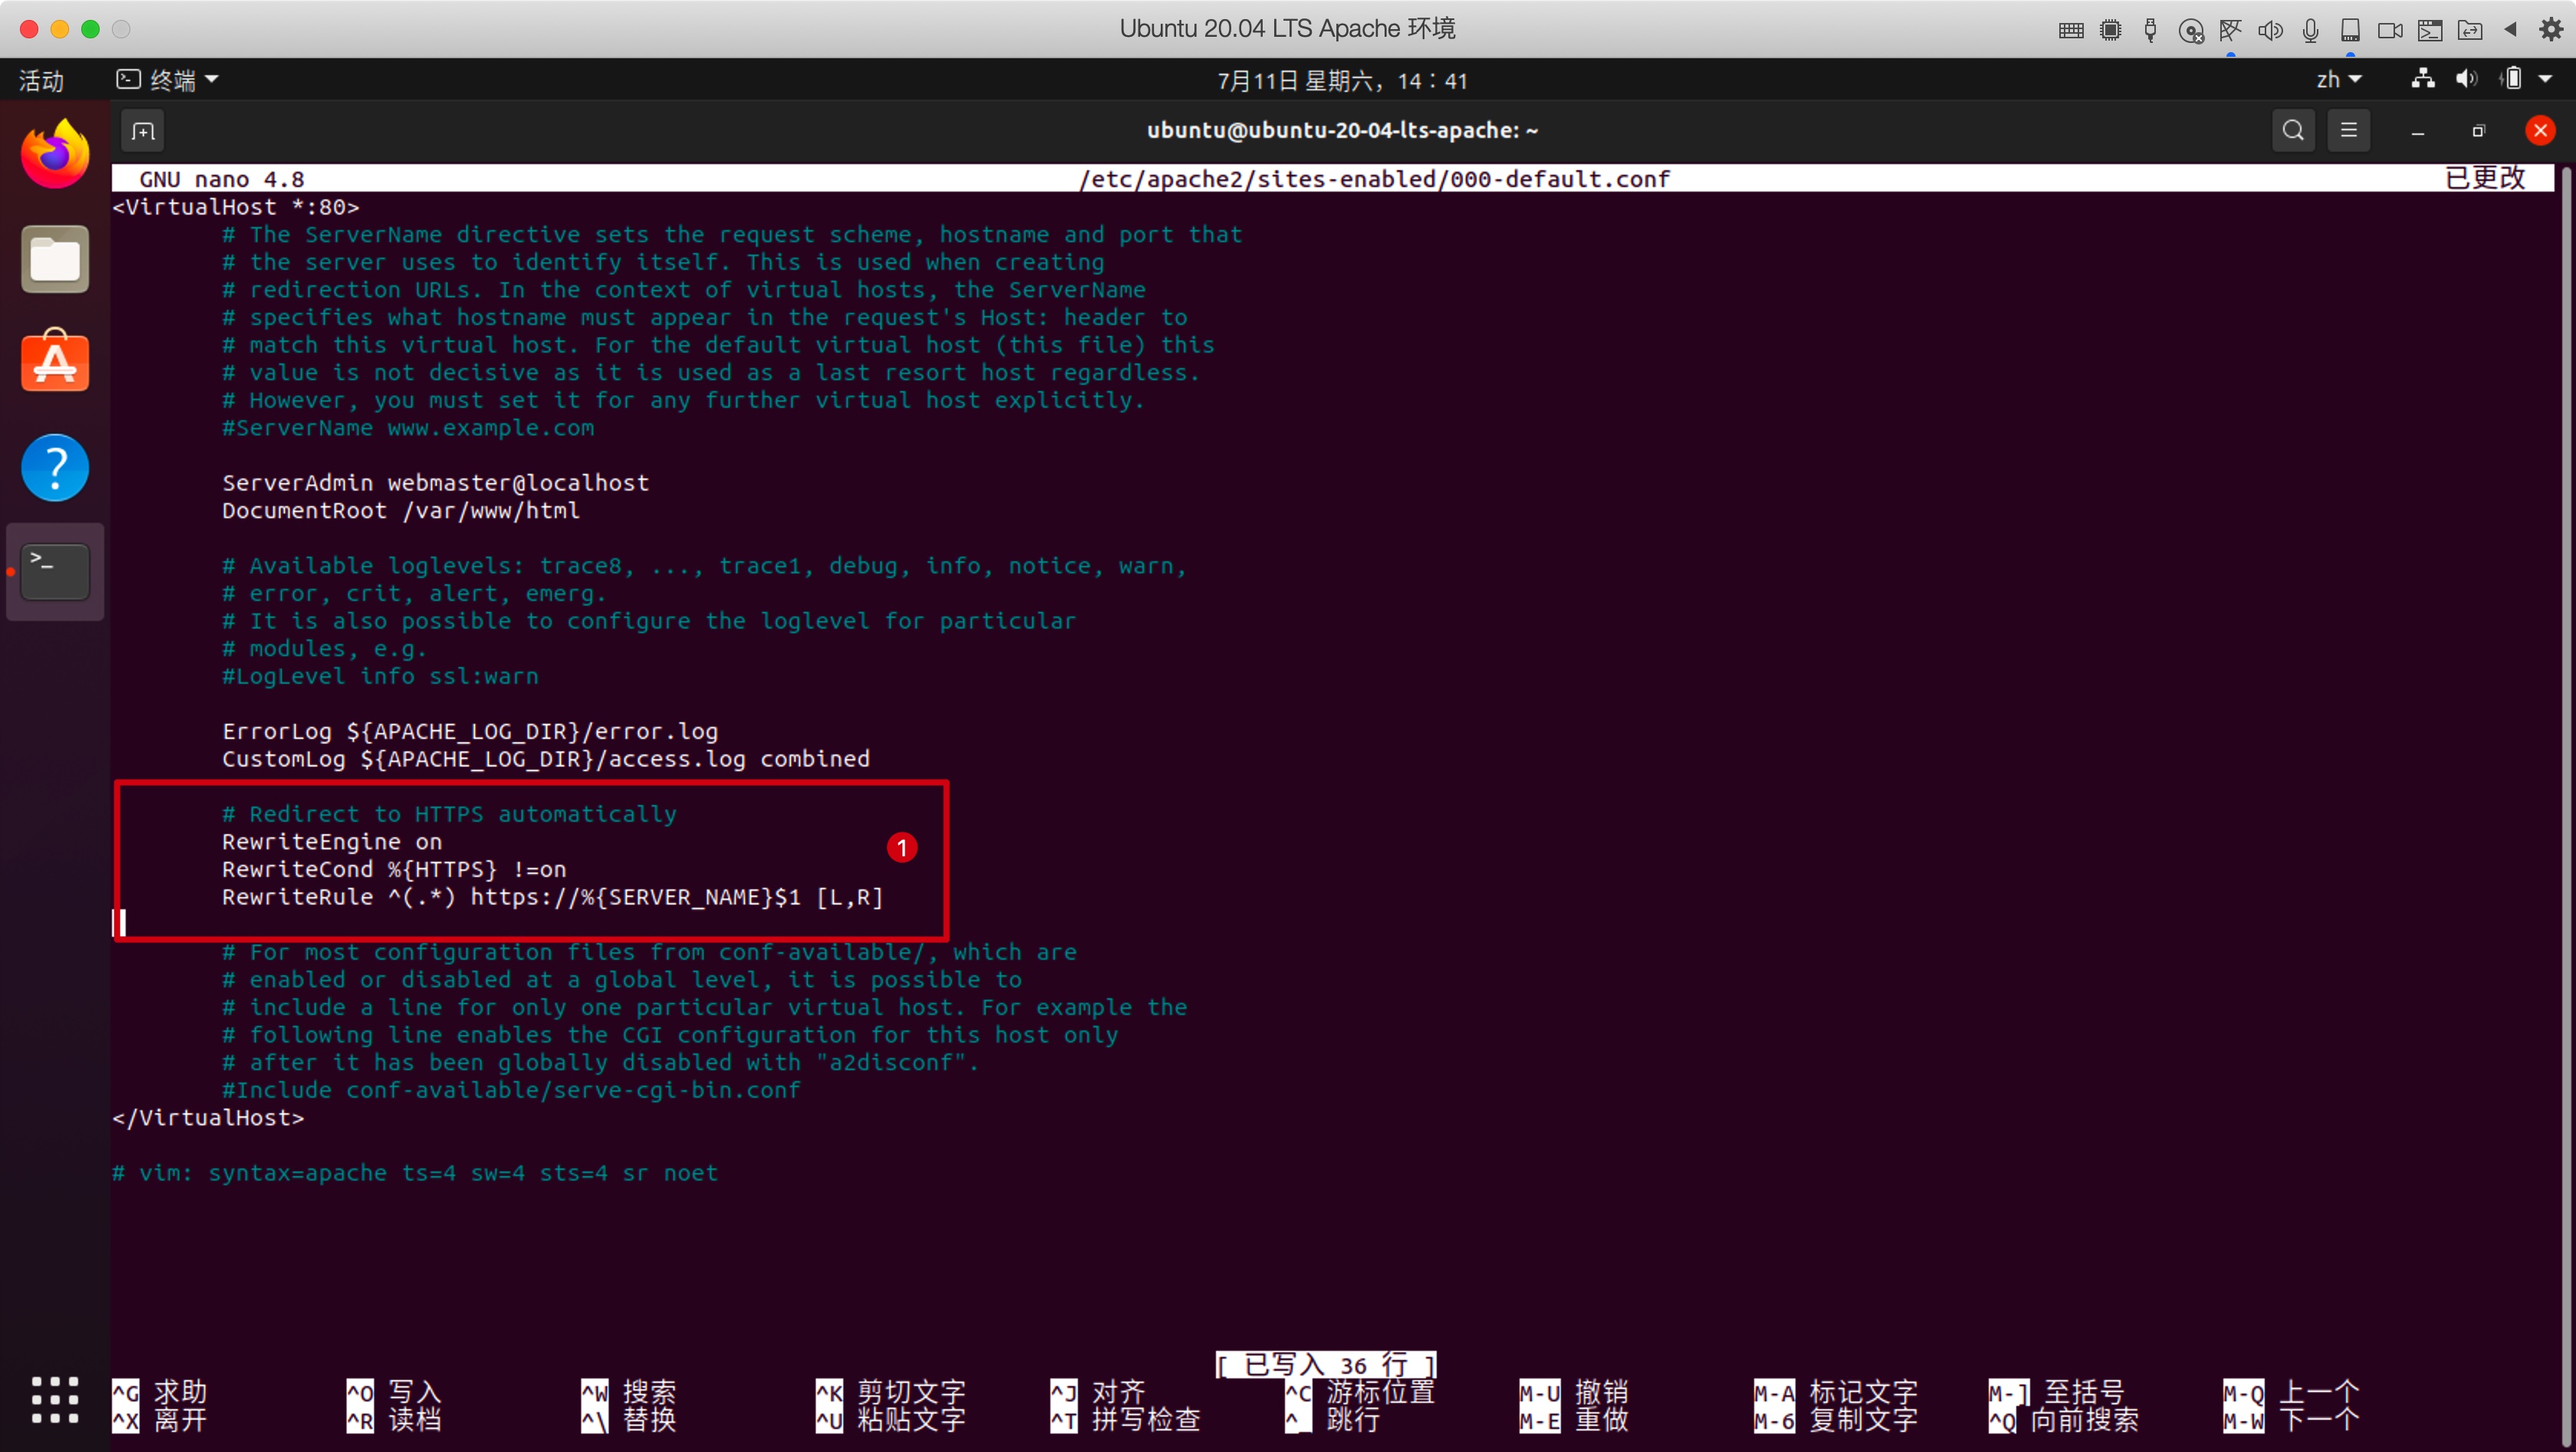 Ubuntu 20.04 LTS Apache 环境
活动 终端 7月11日 星期六，14：41 zh
ubuntu@ubuntu-20-04-lts-apache: ~
GNU nano 4.8 /etc/apache2/sites-enabled/000-default.conf 已更改
<VirtualHost *:80>
# The ServerName directive sets the request scheme, hostname and port that
# the server uses to identify itself. This is used when creating
# redirection URLs. In the context of virtual hosts, the ServerName
# specifies what hostname must appear in the request's Host: header to
# match this virtual host. For the default virtual host (this file) this
# value is not decisive as it is used as a last resort host regardless.
# However, you must set it for any further virtual host explicitly.
#ServerName www.example.com
ServerAdmin webmaster@localhost
DocumentRoot /var/www/html
# Available loglevels: trace8, ..., trace1, debug, info, notice, warn,
# error, crit, alert, emerg.
# It is also possible to configure the loglevel for particular
# modules, e.g.
#LogLevel info ssl:warn
ErrorLog ${APACHE_LOG_DIR}/error.log
CustomLog ${APACHE_LOG_DIR}/access.log combined
# Redirect to HTTPS automatically
RewriteEngine on
1
RewriteCond %{HTTPS} !=on
RewriteRule ^(.*) https://%{SERVER_NAME}$1 [L,R]
# For most configuration files from conf-available/, which are
# enabled or disabled at a global level, it is possible to
# include a line for only one particular virtual host. For example the
# following line enables the CGI configuration for this host only
# after it has been globally disabled with "a2disconf".
#Include conf-available/serve-cgi-bin.conf
</VirtualHost>
# vim: syntax=apache ts=4 sw=4 sts=4 sr noet
[ 已写入 36 行 ]
^G 求助 ^O 写入 ^W 搜索 ^K 剪切文字 ^J 对齐 ^C 游标位置 M-U 撤销 M-A 标记文字 M-] 至括号 M-Q 上一个
^X 离开 ^R 读档 ^\ 替换 ^U 粘贴文字 ^T 拼写检查 ^_ 跳行 M-E 重做 M-6 复制文字 ^Q 向前搜索 M-W 下一个